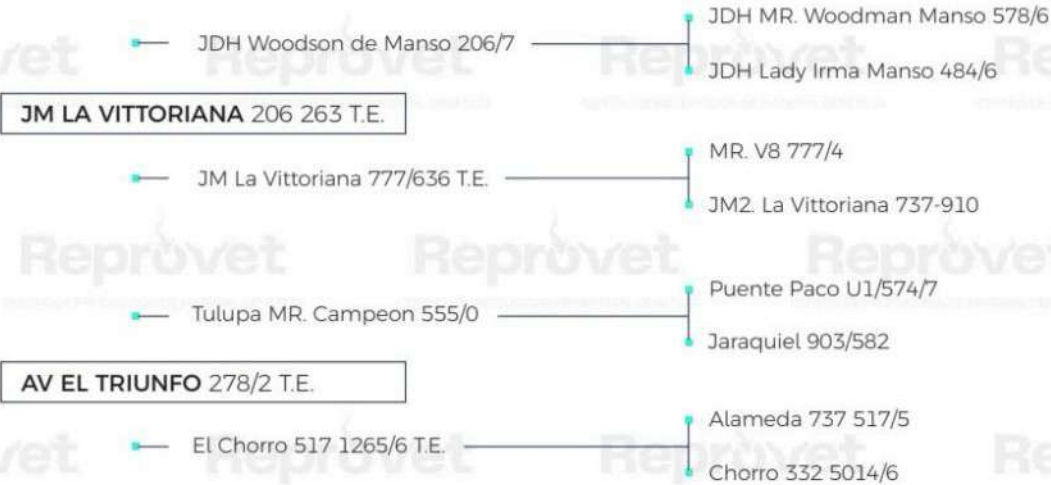 JDH MR. Woodman Manso 578/6
JDH Woodson de Manso 206/7
JDH Lady Irma Manso 484/6
JM LA VITTORIANA 206 263 T.E.
MR. V8 777/4
JM La Vittoriana 777/636 T.E.
JM2. La Vittoriana 737-910
Reprovet Reprovet Reprovet
Puente Paco U1/574/7
Tulupa MR. Campeon 555/0
Jaraquiel 903/582
AV EL TRIUNFO 278/2 T.E.
Alameda 737 517/5
El Chorro 517 1265/6 T.E.
Chorro 332 5014/6